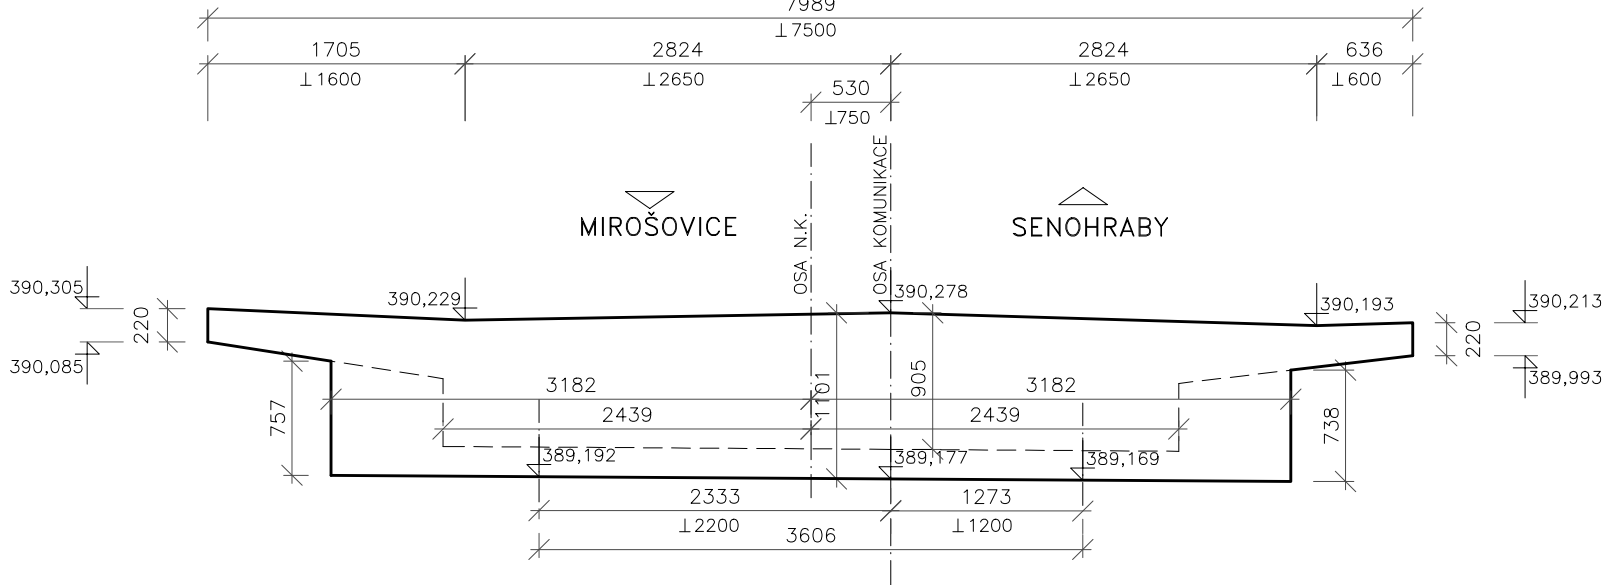 7989
⊥7500
1705 2824 2824 636
⊥1600 ⊥2650 ⊥2650 ⊥600
530
⊥750
OSA N.K.
OSA KOMUNIKACE
MIROŠOVICE SENOHRABY
390,305 390,229 390,278 390,193 390,213
220 220
390,085 389,993
3182 1101 905 3182
757 2439 2439 738
389,192 389,177 389,169
2333 1273
⊥2200 ⊥1200
3606